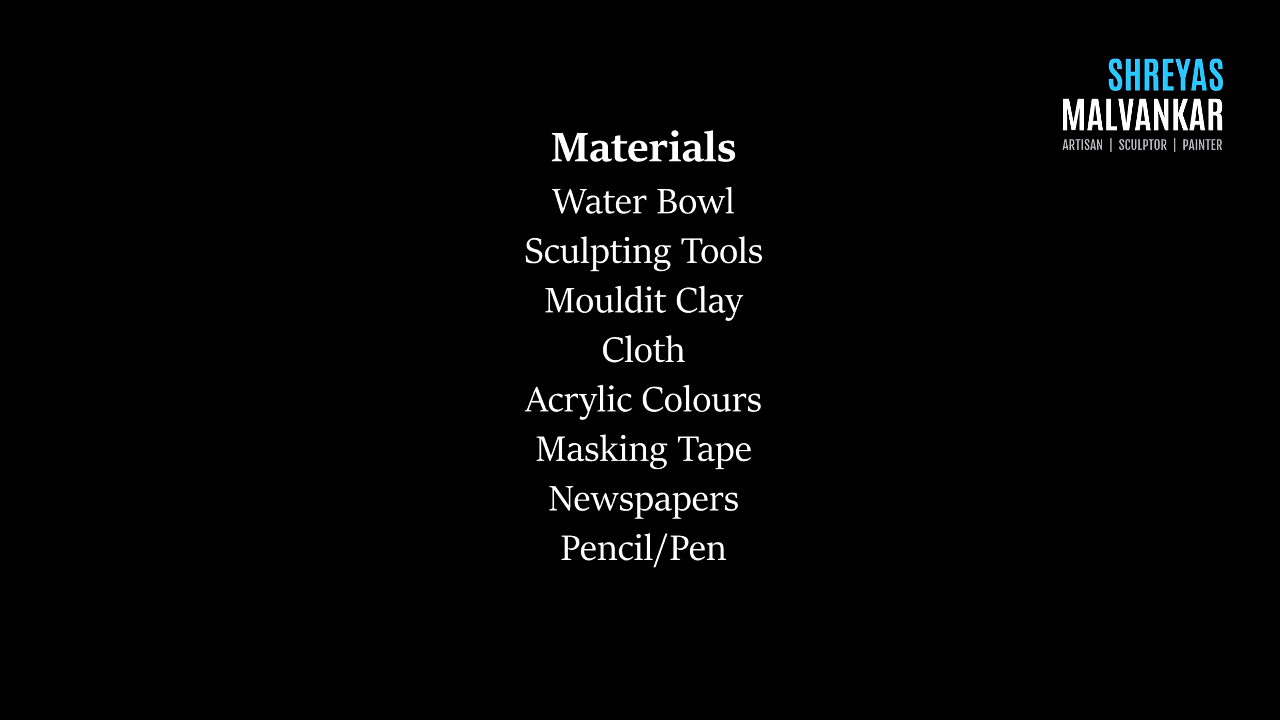 SHREYAS
MALVANKAR
ARTISAN | SCULPTOR | PAINTER
Materials
Water Bowl
Sculpting Tools
Mouldit Clay
Cloth
Acrylic Colours
Masking Tape
Newspapers
Pencil/Pen